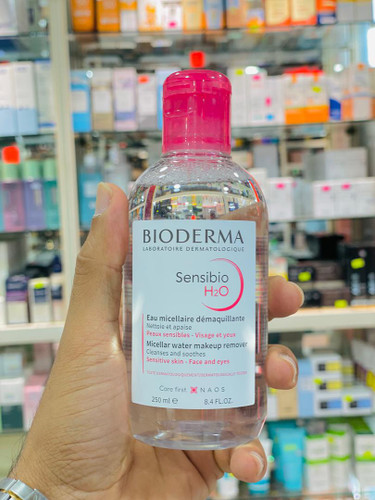 BIODERMA
LABORATOIRE DERMATOLOGIQUE
Sensibio
H2O
Eau micellaire démaquillante
Nettoie et apaise
Peaux sensibles - Visage et yeux
Micellar water makeup remover
Cleanses and soothes
Sensitive skin - Face and eyes
Care first NAOS
250 ml e 8.4 FL.OZ.